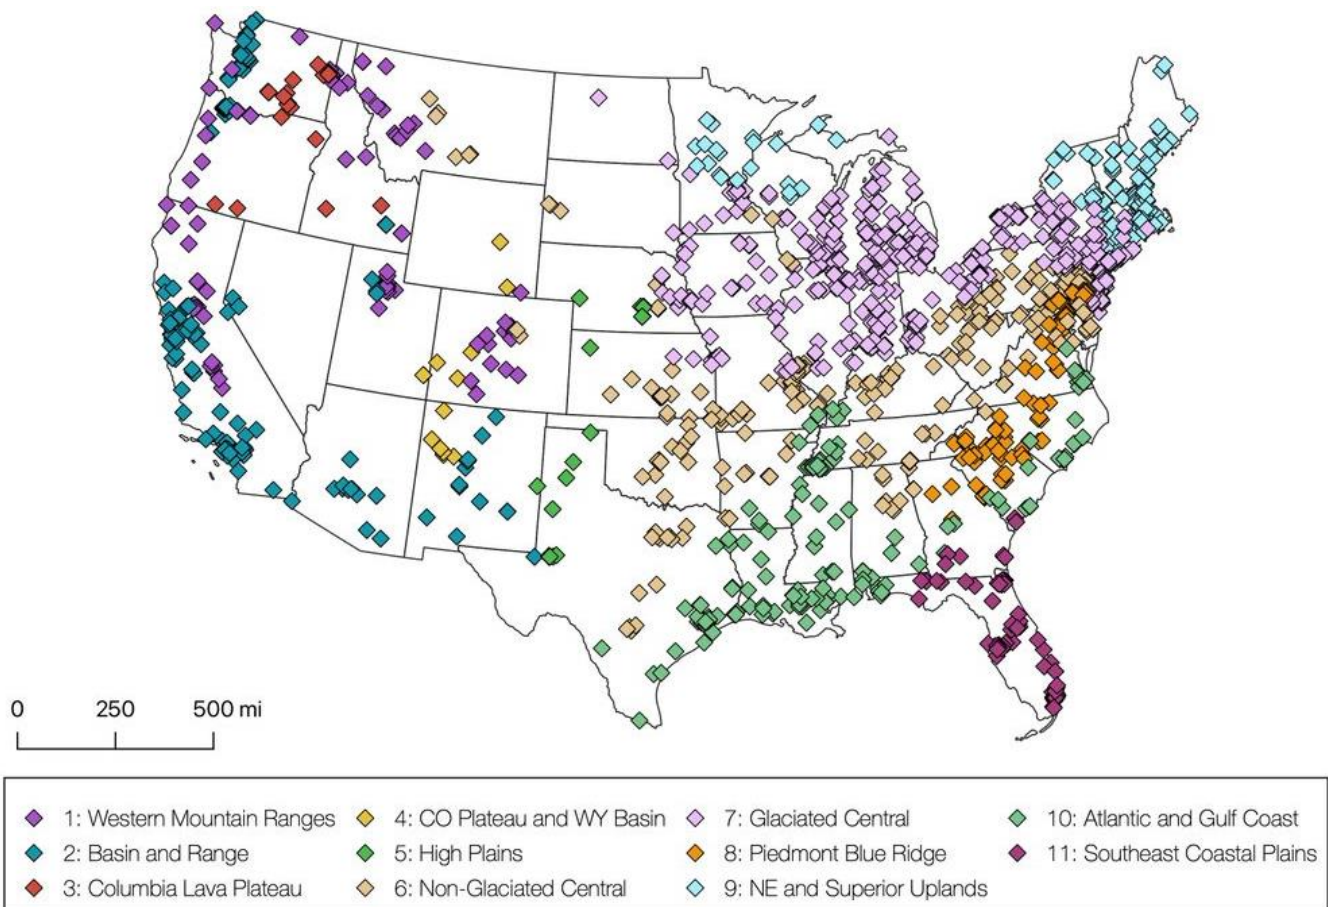 0 250 500 mi
1: Western Mountain Ranges 4: CO Plateau and WY Basin 7: Glaciated Central 10: Atlantic and Gulf Coast
2: Basin and Range 5: High Plains 8: Piedmont Blue Ridge 11: Southeast Coastal Plains
3: Columbia Lava Plateau 6: Non-Glaciated Central 9: NE and Superior Uplands